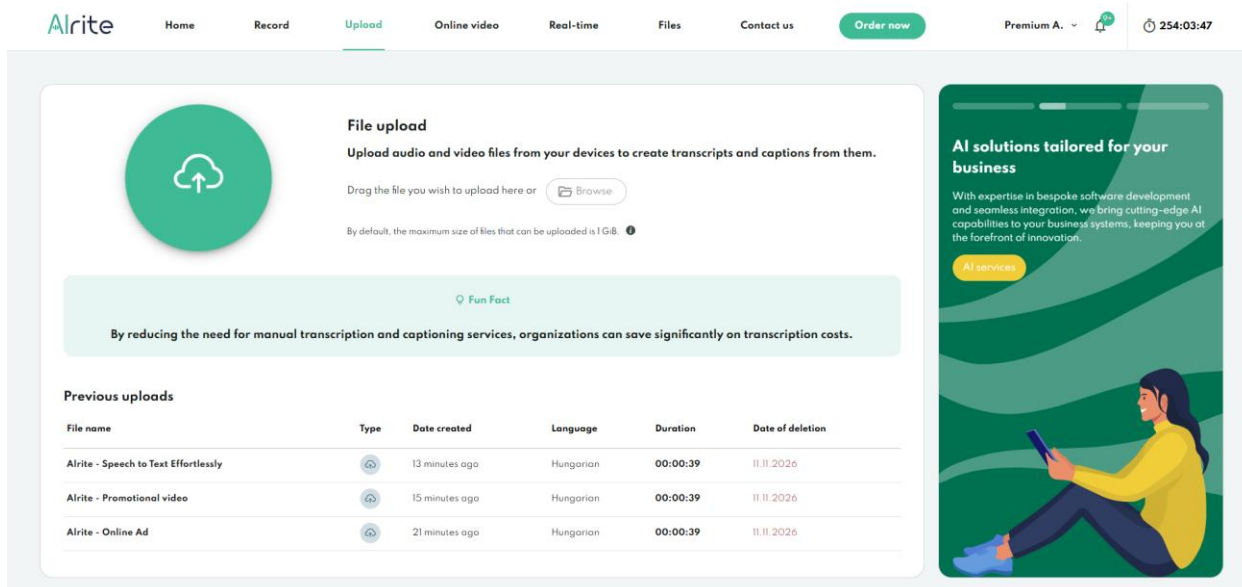 Alrite
Home Record Upload Online video Real-time Files Contact us Order now Premium A. 9+ 254:03:47
File upload
Upload audio and video files from your devices to create transcripts and captions from them.
Drag the file you wish to upload here or Browse
By default, the maximum size of files that can be uploaded is 1 GiB.
Fun Fact
By reducing the need for manual transcription and captioning services, organizations can save significantly on transcription costs.
Previous uploads
File name Type Date created Language Duration Date of deletion
Alrite - Speech to Text Effortlessly 13 minutes ago Hungarian 00:00:39 11.11.2026
Alrite - Promotional video 15 minutes ago Hungarian 00:00:39 11.11.2026
Alrite - Online Ad 21 minutes ago Hungarian 00:00:39 11.11.2026
AI solutions tailored for your
business
With expertise in bespoke software development
and seamless integration, we bring cutting-edge AI
capabilities to your business systems, keeping you at
the forefront of innovation.
AI services